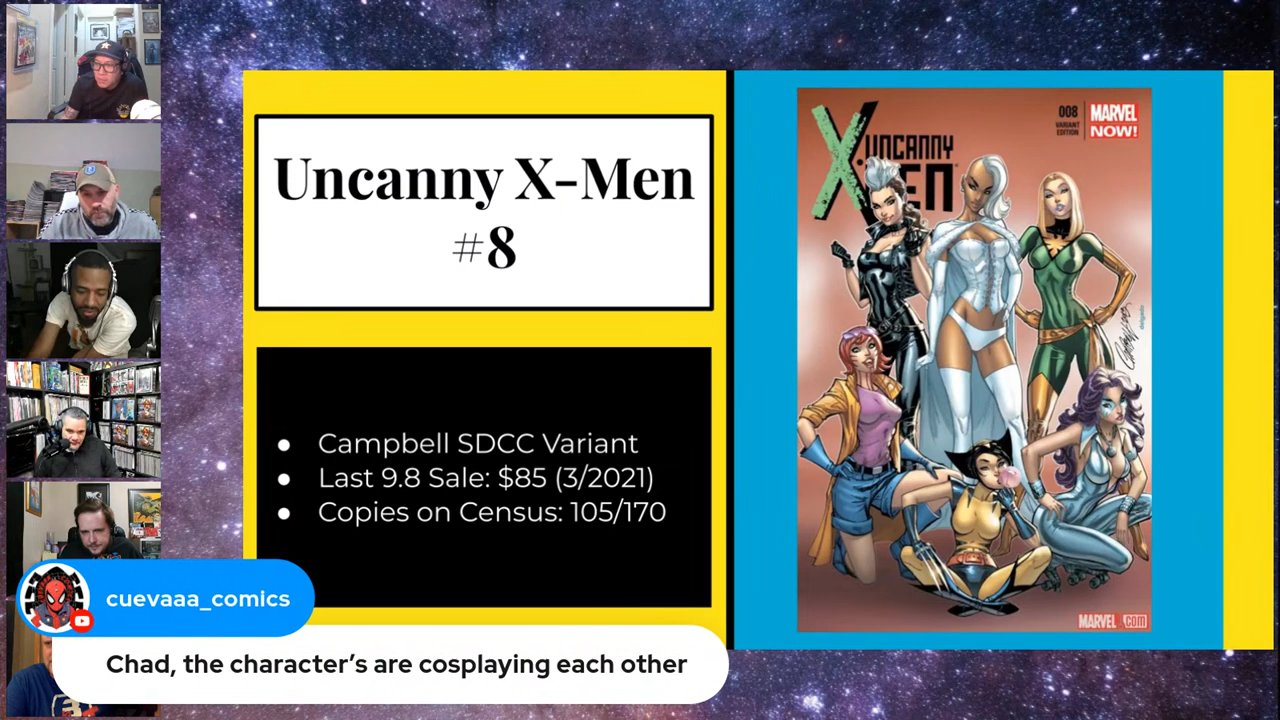 Uncanny X-Men
#8
Campbell SDCC Variant
Last 9.8 Sale: $85 (3/2021)
Copies on Census: 105/170
008
VARIANT
EDITION
MARVEL
NOW!
UNCANNY
X-MEN
MARVEL.COM
cuevaaa_comics
Chad, the character’s are cosplaying each other